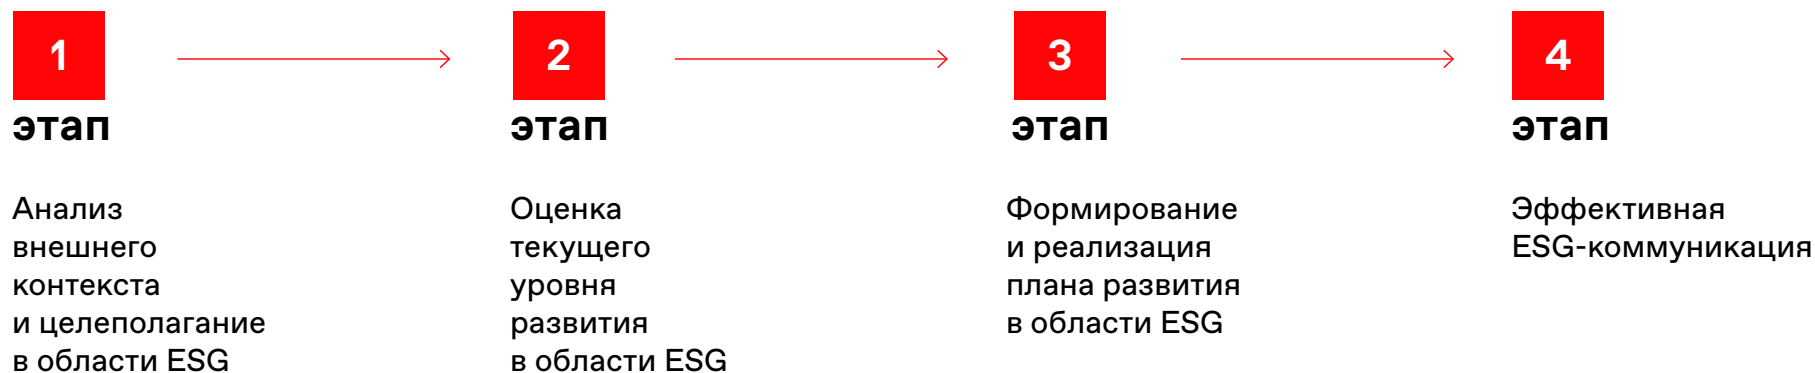 1
этап
Анализ
внешнего
контекста
и целеполагание
в области ESG
2
этап
Оценка
текущего
уровня
развития
в области ESG
3
этап
Формирование
и реализация
плана развития
в области ESG
4
этап
Эффективная
ESG-коммуникация